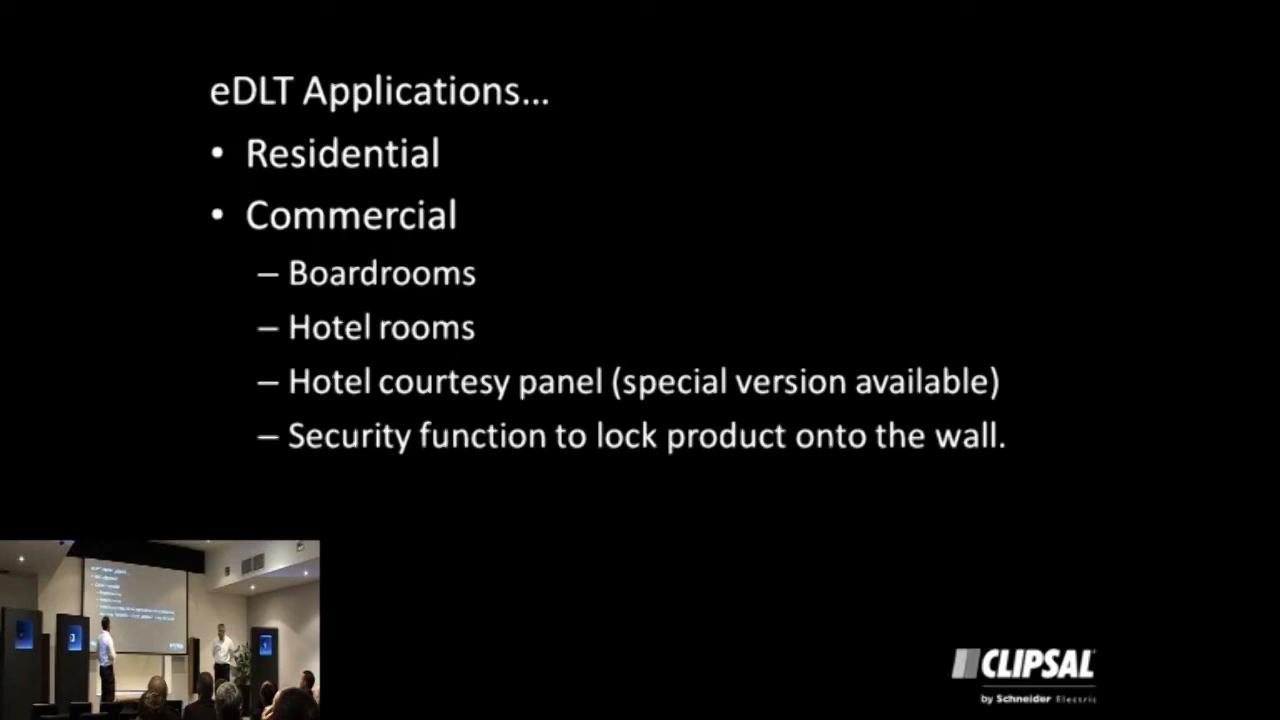 eDLT Applications...
• Residential
• Commercial
– Boardrooms
– Hotel rooms
– Hotel courtesy panel (special version available)
– Security function to lock product onto the wall.
CLIPSAL
by Schneider Electric